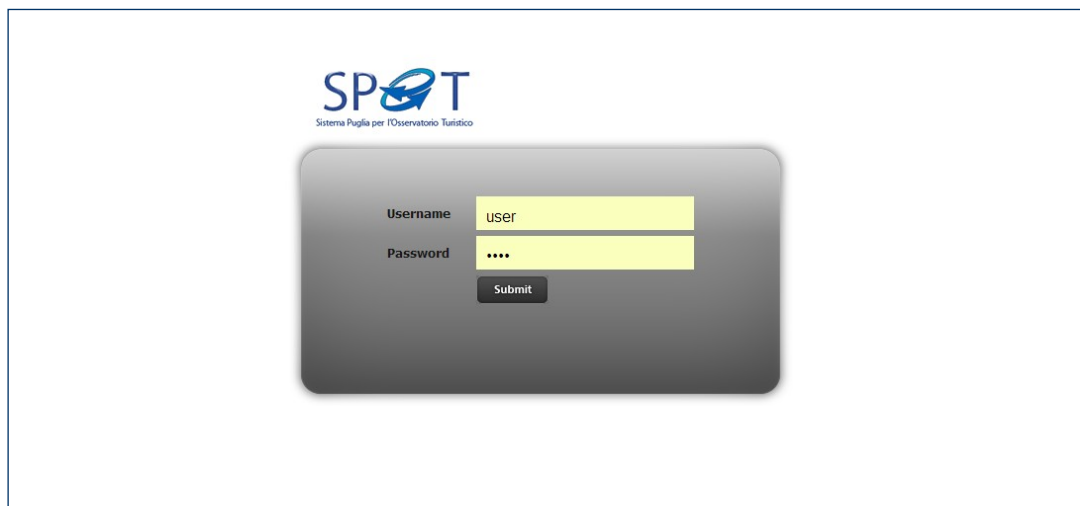 SPOT
Sistema Puglia per l'Osservatorio Turistico
Username user
Password ••••
Submit